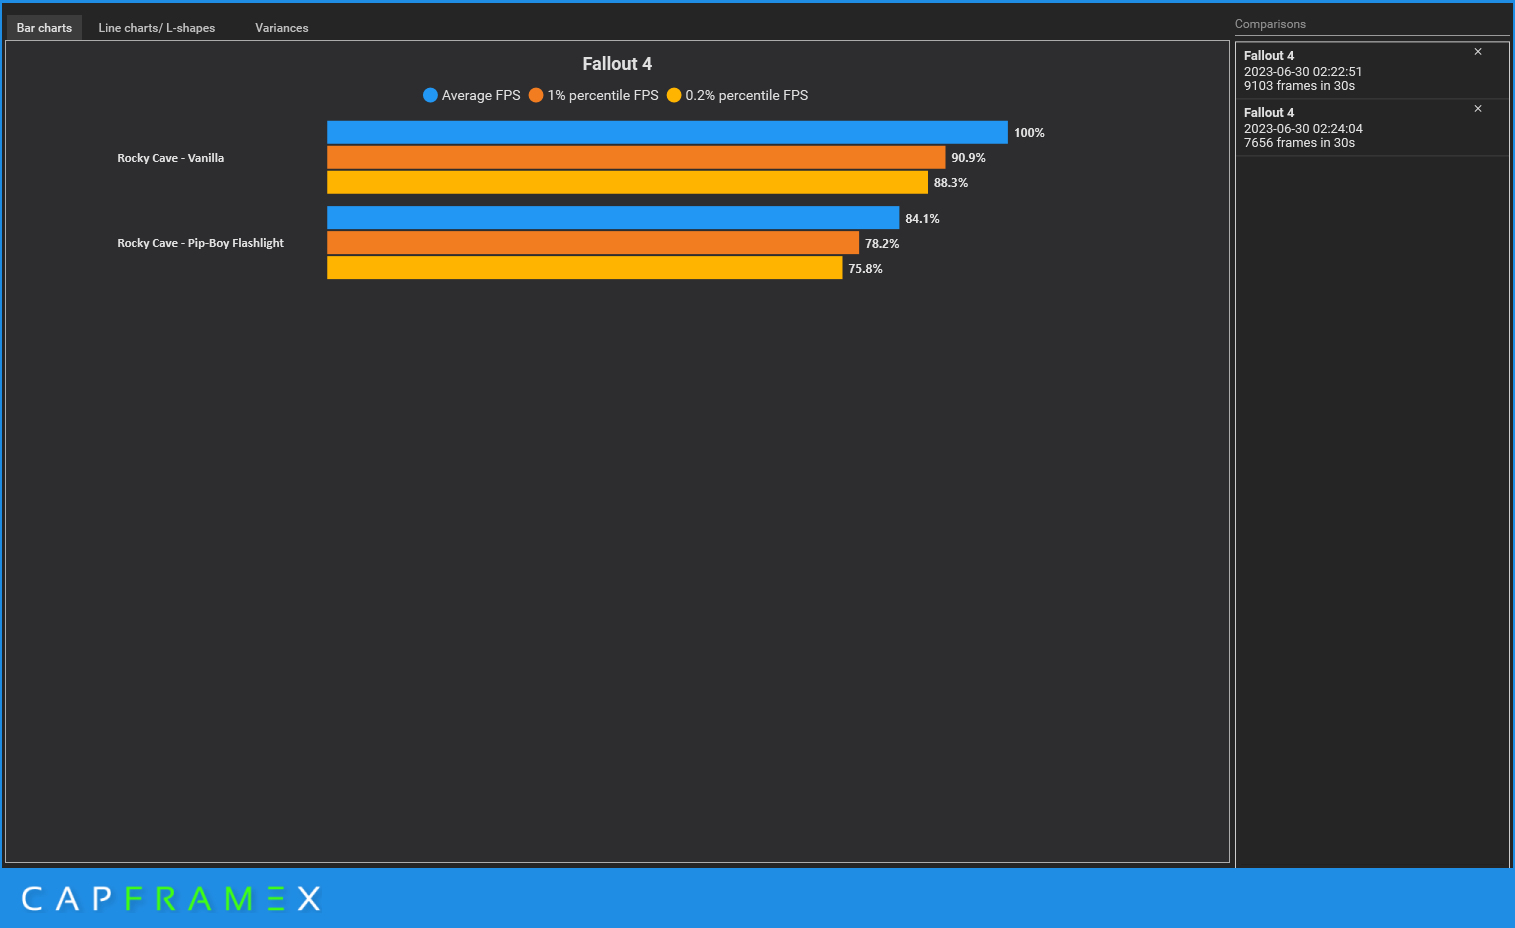 Bar charts Line charts/ L-shapes Variances
Comparisons
Fallout 4
Average FPS 1% percentile FPS 0.2% percentile FPS
Rocky Cave - Vanilla
100%
90.9%
88.3%
Rocky Cave - Pip-Boy Flashlight
84.1%
78.2%
75.8%
Fallout 4
2023-06-30 02:22:51
9103 frames in 30s
Fallout 4
2023-06-30 02:24:04
7656 frames in 30s
CAPFRAMEX